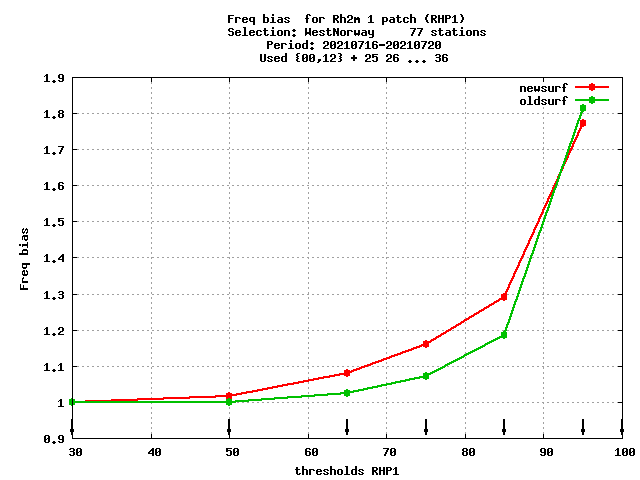 Freq bias  for Rh2m 1 patch (RHP1)
Selection: WestNorway     77 stations
Period: 20210716-20210720
Used {00,12} + 25 26 ... 36
newsurf
oldsurf
1.9
1.8
1.7
1.6
1.5
1.4
1.3
1.2
1.1
1
0.9
Freq bias
30 40 50 60 70 80 90 100
thresholds RHP1